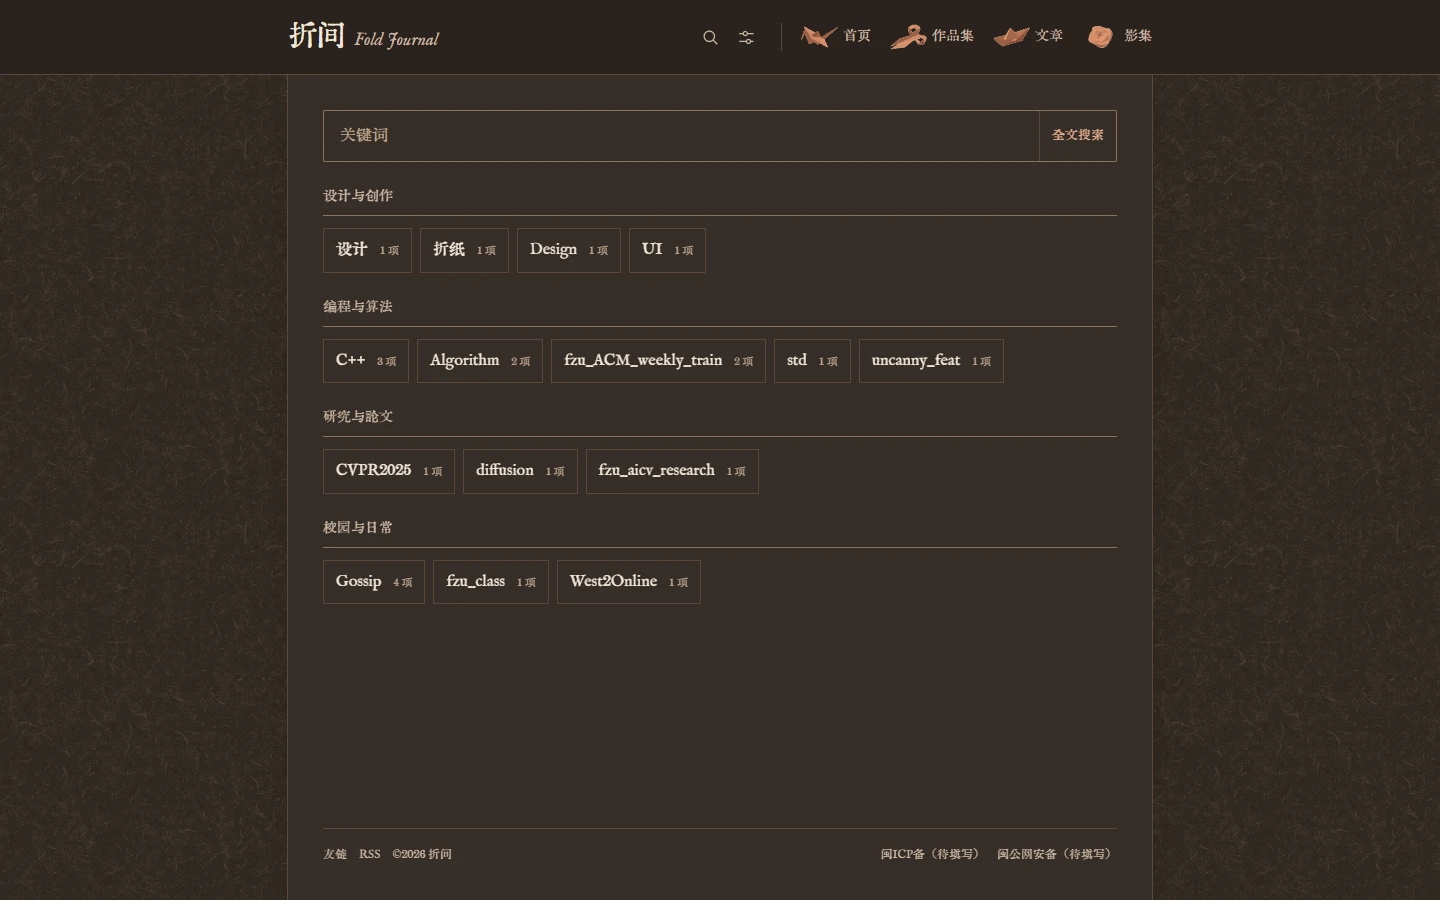 折间 Fold Journal 首页 作品集 文章 影集
关键词 全文搜索
设计与创作
设计 1 项 折纸 1 项 Design 1 项 UI 1 项
编程与算法
C++ 3 项 Algorithm 2 项 fzu_ACM_weekly_train 2 项 std 1 项 uncanny_feat 1 项
研究与论文
CVPR2025 1 项 diffusion 1 项 fzu_aicv_research 1 项
校园与日常
Gossip 4 项 fzu_class 1 项 West2Online 1 项
友链 RSS ©2026 折间 闽ICP备（待填写） 闽公网安备（待填写）